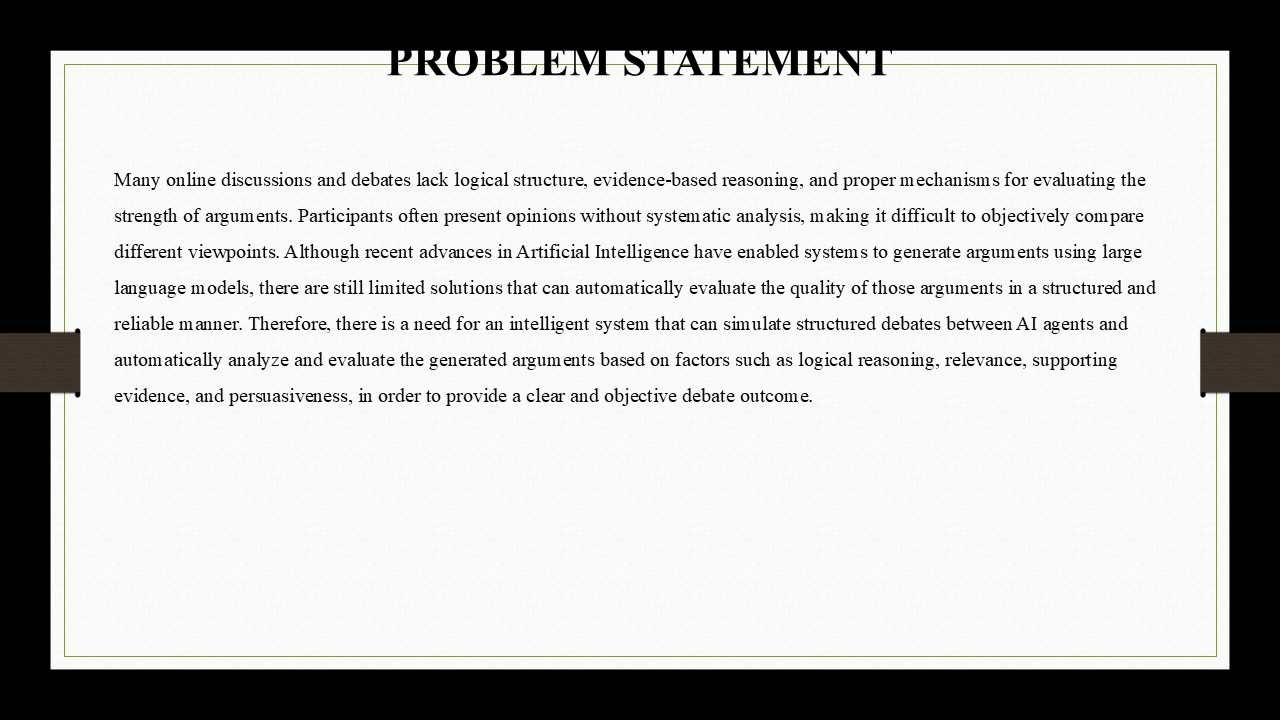 PROBLEM STATEMENT
Many online discussions and debates lack logical structure, evidence-based reasoning, and proper mechanisms for evaluating the
strength of arguments. Participants often present opinions without systematic analysis, making it difficult to objectively compare
different viewpoints. Although recent advances in Artificial Intelligence have enabled systems to generate arguments using large
language models, there are still limited solutions that can automatically evaluate the quality of those arguments in a structured and
reliable manner. Therefore, there is a need for an intelligent system that can simulate structured debates between AI agents and
automatically analyze and evaluate the generated arguments based on factors such as logical reasoning, relevance, supporting
evidence, and persuasiveness, in order to provide a clear and objective debate outcome.